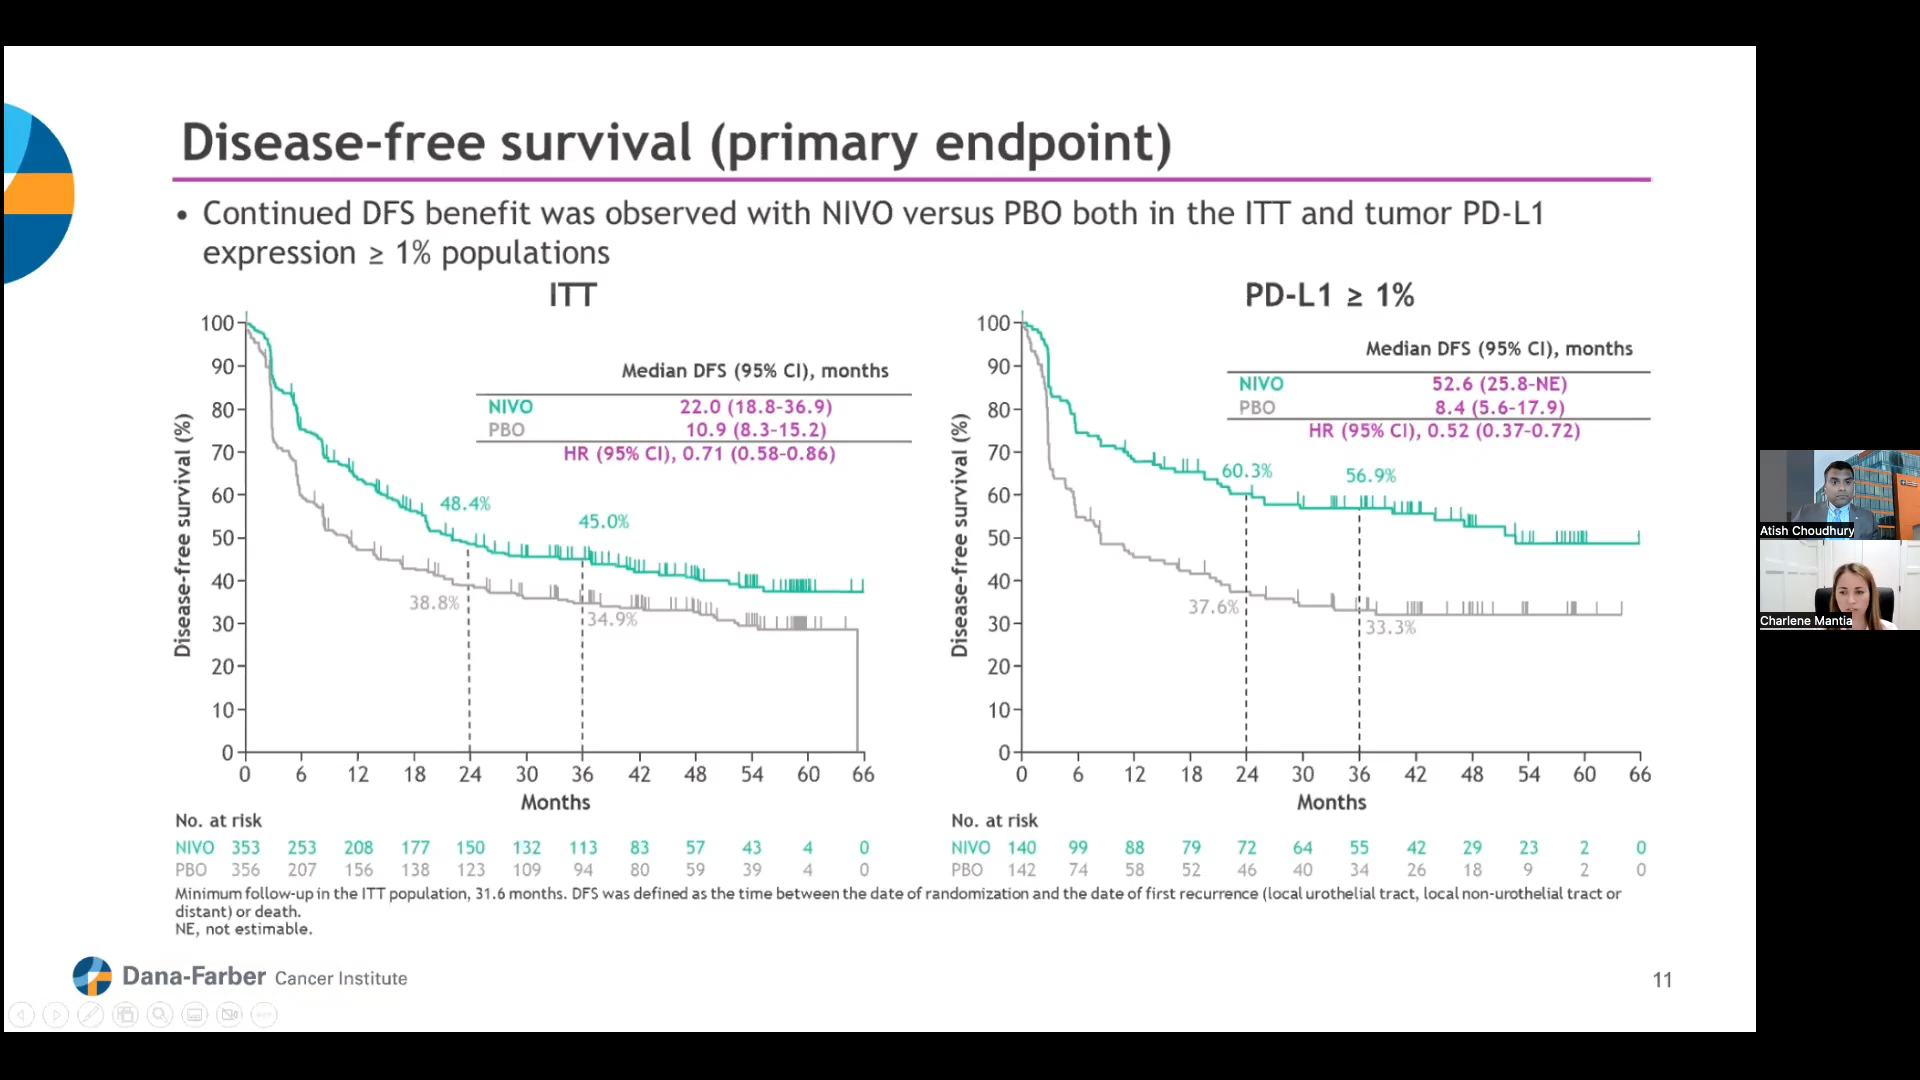 Disease-free survival (primary endpoint)
• Continued DFS benefit was observed with NIVO versus PBO both in the ITT and tumor PD-L1
expression ≥ 1% populations
ITT
Disease-free survival (%)
100
90
80
70
60
50
40
30
20
10
0
Median DFS (95% CI), months
NIVO 22.0 (18.8-36.9)
PBO 10.9 (8.3-15.2)
HR (95% CI), 0.71 (0.58-0.86)
48.4%
45.0%
38.8%
34.9%
0 6 12 18 24 30 36 42 48 54 60 66
Months
No. at risk
NIVO 353 253 208 177 150 132 113 83 57 43 4 0
PBO 356 207 156 138 123 109 94 80 59 39 4 0
PD-L1 ≥ 1%
Disease-free survival (%)
100
90
80
70
60
50
40
30
20
10
0
Median DFS (95% CI), months
NIVO 52.6 (25.8-NE)
PBO 8.4 (5.6-17.9)
HR (95% CI), 0.52 (0.37-0.72)
60.3%
56.9%
37.6%
33.3%
0 6 12 18 24 30 36 42 48 54 60 66
Months
No. at risk
NIVO 140 99 88 79 72 64 55 42 29 23 2 0
PBO 142 74 58 52 46 40 34 26 18 9 2 0
Minimum follow-up in the ITT population, 31.6 months. DFS was defined as the time between the date of randomization and the date of first recurrence (local urothelial tract, local non-urothelial tract or
distant) or death.
NE, not estimable.
Dana-Farber Cancer Institute
11
Atish Choudhury
Charlene Mantia